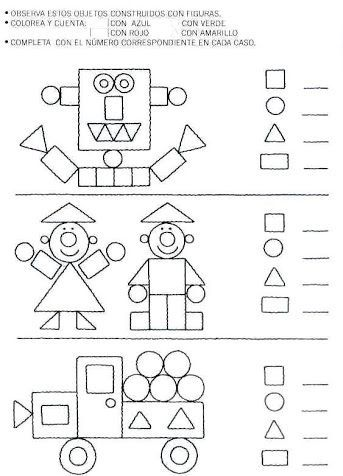 • OBSERVA ESTOS OBJETOS CONSTRUIDOS CON FIGURAS.
• COLOREA Y CUENTA: CON AZUL CON VERDE
CON ROJO CON AMARILLO
• COMPLETA CON EL NÚMERO CORRESPONDIENTE EN CADA CASO.